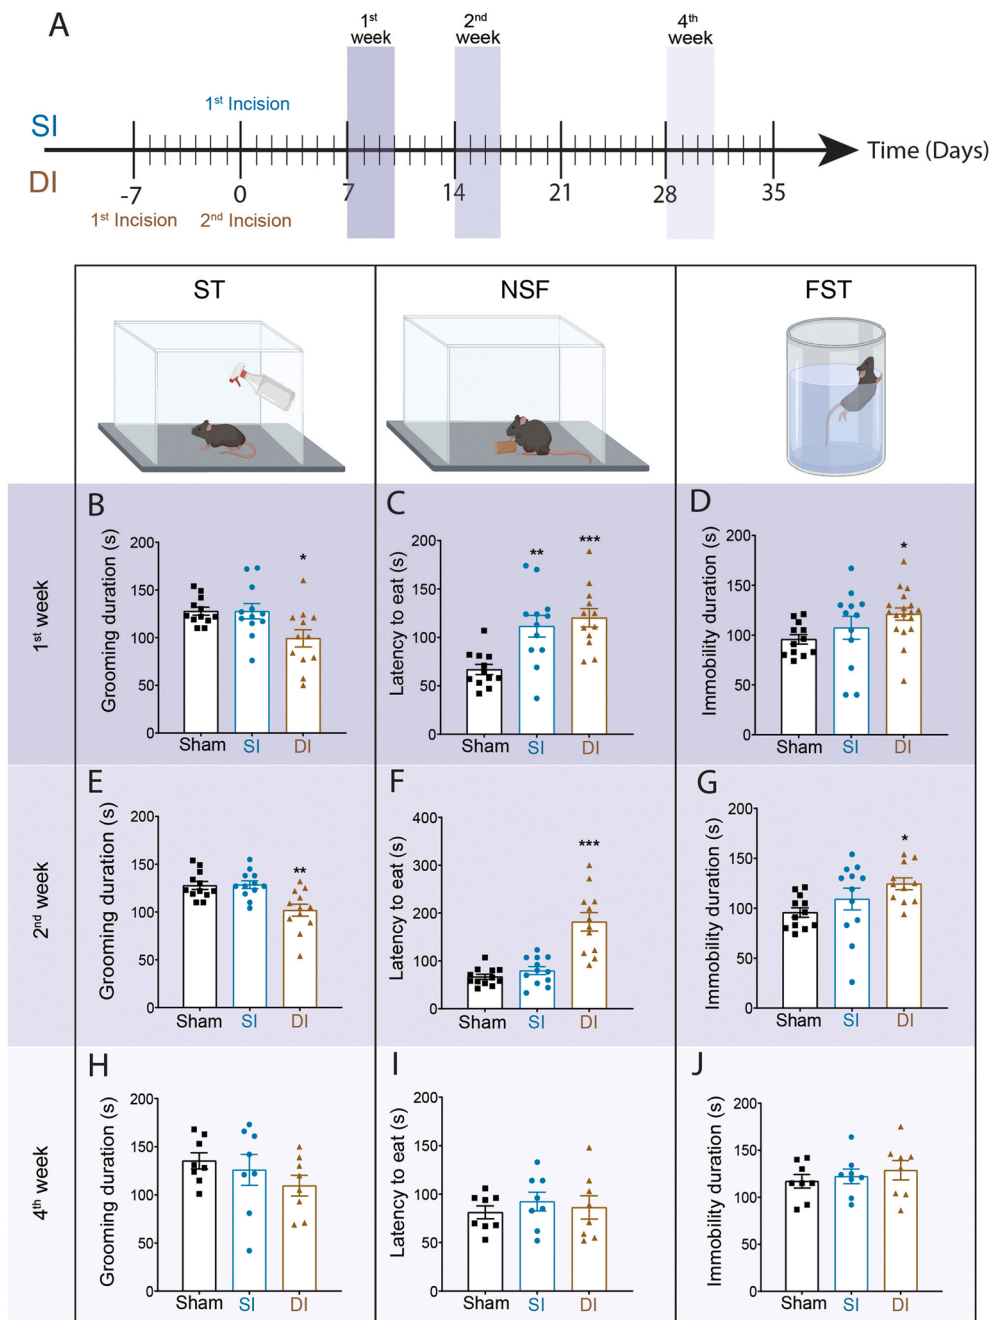 A
1st week
2nd week
4th week
1st Incision
SI
Time (Days)
DI
-7 0 7 14 21 28 35
1st Incision 2nd Incision
ST NSF FST
1st week
B
Grooming duration (s)
200
150
100
50
0
*
Sham SI DI
C
Latency to eat (s)
200
150
100
50
0
** ***
Sham SI DI
D
Immobility duration (s)
200
150
100
50
0
*
Sham SI DI
2nd week
E
Grooming duration (s)
200
150
100
50
0
**
Sham SI DI
F
Latency to eat (s)
400
300
200
100
0
***
Sham SI DI
G
Immobility duration (s)
200
150
100
50
0
*
Sham SI DI
4th week
H
Grooming duration (s)
200
150
100
50
0
Sham SI DI
I
Latency to eat (s)
200
150
100
50
0
Sham SI DI
J
Immobility duration (s)
200
150
100
50
0
Sham SI DI